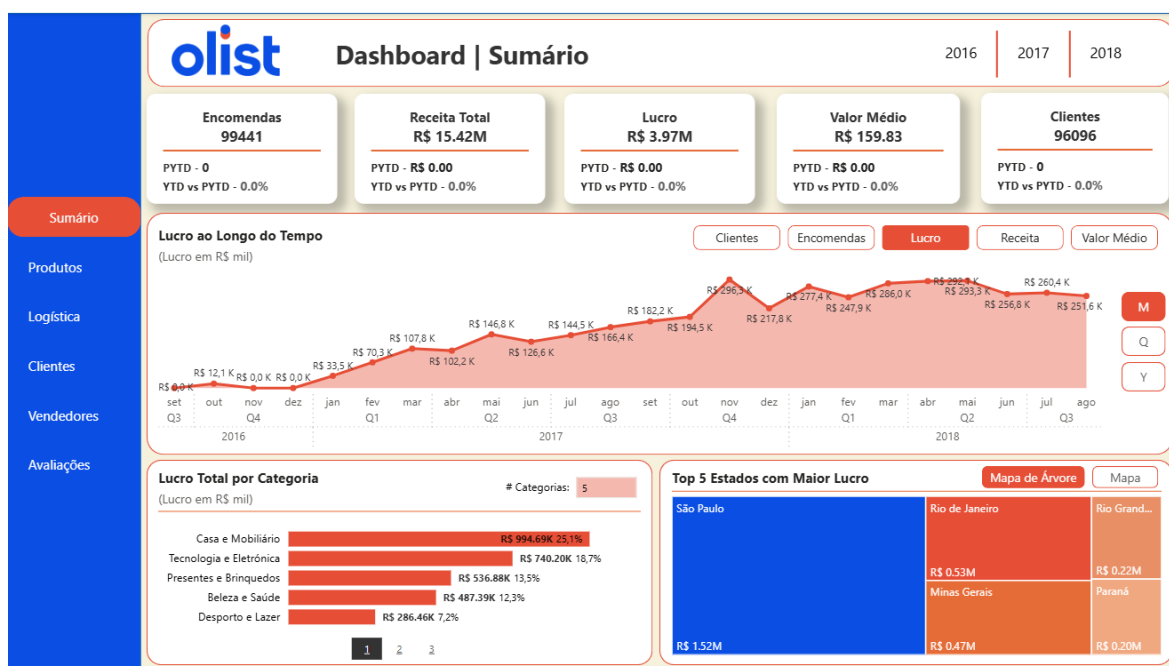 olist
Dashboard | Sumário
2016
2017
2018
Encomendas
99441
PYTD - 0
YTD vs PYTD - 0.0%
Receita Total
R$ 15.42M
PYTD - R$ 0.00
YTD vs PYTD - 0.0%
Lucro
R$ 3.97M
PYTD - R$ 0.00
YTD vs PYTD - 0.0%
Valor Médio
R$ 159.83
PYTD - R$ 0.00
YTD vs PYTD - 0.0%
Clientes
96096
PYTD - 0
YTD vs PYTD - 0.0%
Sumário
Produtos
Logística
Clientes
Vendedores
Avaliações
Lucro ao Longo do Tempo
(Lucro em R$ mil)
Clientes
Encomendas
Lucro
Receita
Valor Médio
M
Q
Y
R$ 0,0 K
R$ 12,1 K
R$ 0,0 K
R$ 0,0 K
R$ 33,5 K
R$ 70,3 K
R$ 107,8 K
R$ 102,2 K
R$ 146,8 K
R$ 126,6 K
R$ 144,5 K
R$ 166,4 K
R$ 182,2 K
R$ 194,5 K
R$ 296,3 K
R$ 217,8 K
R$ 277,4 K
R$ 247,9 K
R$ 286,0 K
R$ 292,1 K
R$ 293,3 K
R$ 256,8 K
R$ 260,4 K
R$ 251,6 K
set out nov dez jan fev mar abr mai jun jul ago set out nov dez jan fev mar abr mai jun jul ago
Q3 Q4 Q1 Q2 Q3 Q4 Q1 Q2 Q3
2016 2017 2018
Lucro Total por Categoria
(Lucro em R$ mil)
# Categorias: 5
Casa e Mobiliário R$ 994.69K 25,1%
Tecnologia e Eletrónica R$ 740.20K 18,7%
Presentes e Brinquedos R$ 536.88K 13,5%
Beleza e Saúde R$ 487.39K 12,3%
Desporto e Lazer R$ 286.46K 7,2%
1 2 3
Top 5 Estados com Maior Lucro
Mapa de Árvore
Mapa
São Paulo
R$ 1.52M
Rio de Janeiro
R$ 0.53M
Minas Gerais
R$ 0.47M
Rio Grand...
R$ 0.22M
Paraná
R$ 0.20M